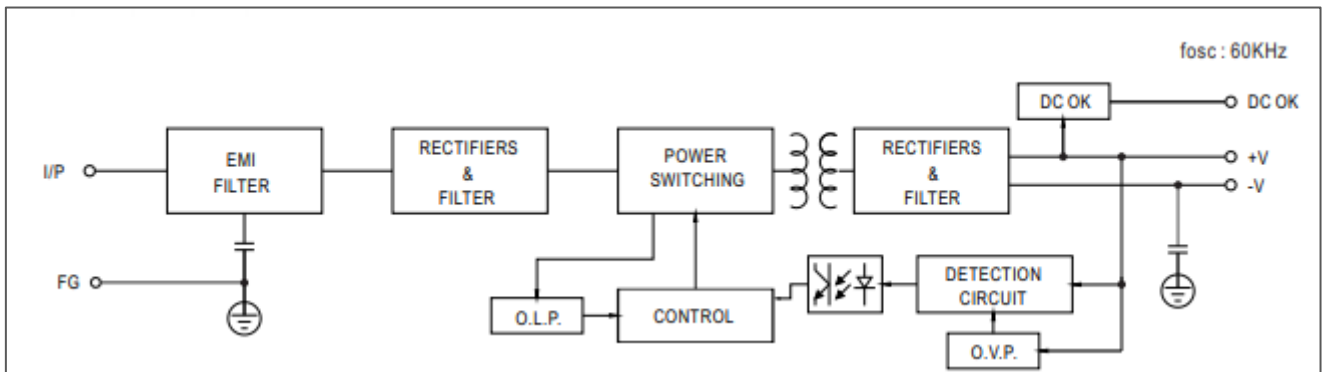 fosc : 60KHz
DC OK
DC OK
I/P
EMI
FILTER
RECTIFIERS
&
FILTER
POWER
SWITCHING
RECTIFIERS
&
FILTER
+V
-V
FG
O.L.P.
CONTROL
DETECTION
CIRCUIT
O.V.P.